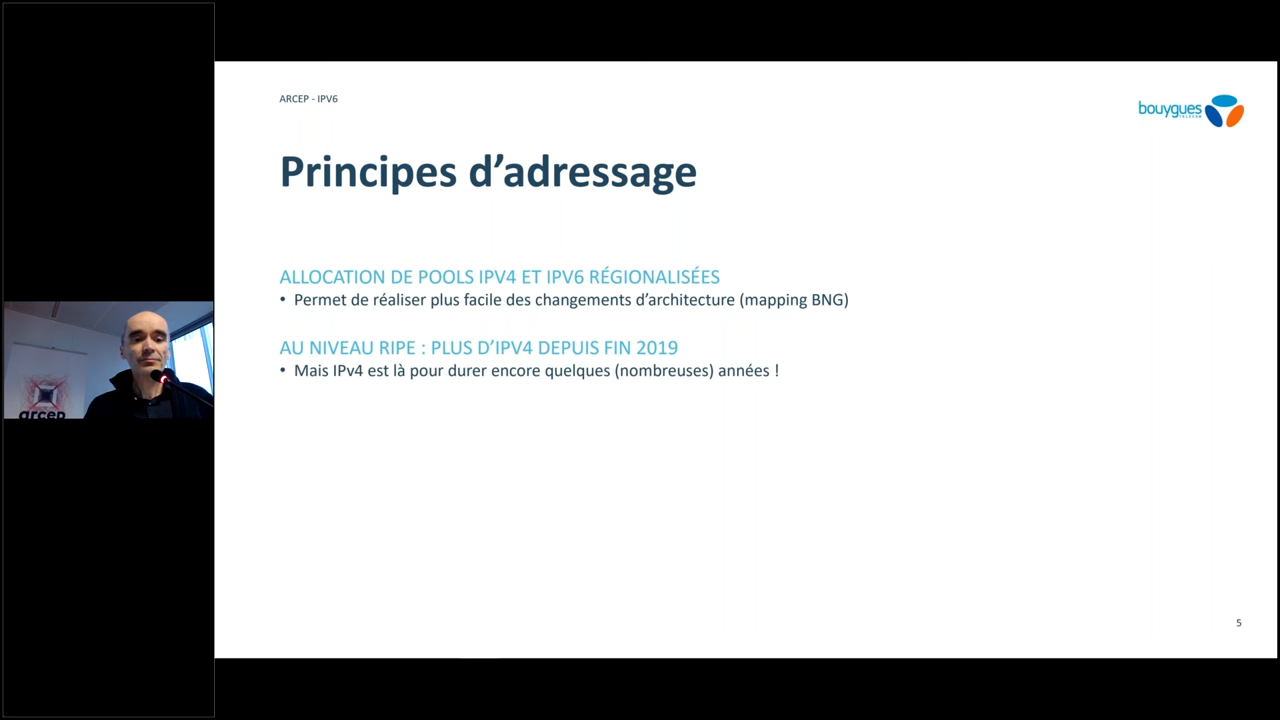 ARCEP - IPV6
bouygues
TELECOM
Principes d'adressage
ALLOCATION DE POOLS IPV4 ET IPV6 RÉGIONALISÉES
• Permet de réaliser plus facile des changements d'architecture (mapping BNG)
AU NIVEAU RIPE : PLUS D'IPV4 DEPUIS FIN 2019
• Mais IPv4 est là pour durer encore quelques (nombreuses) années !
arcep
5